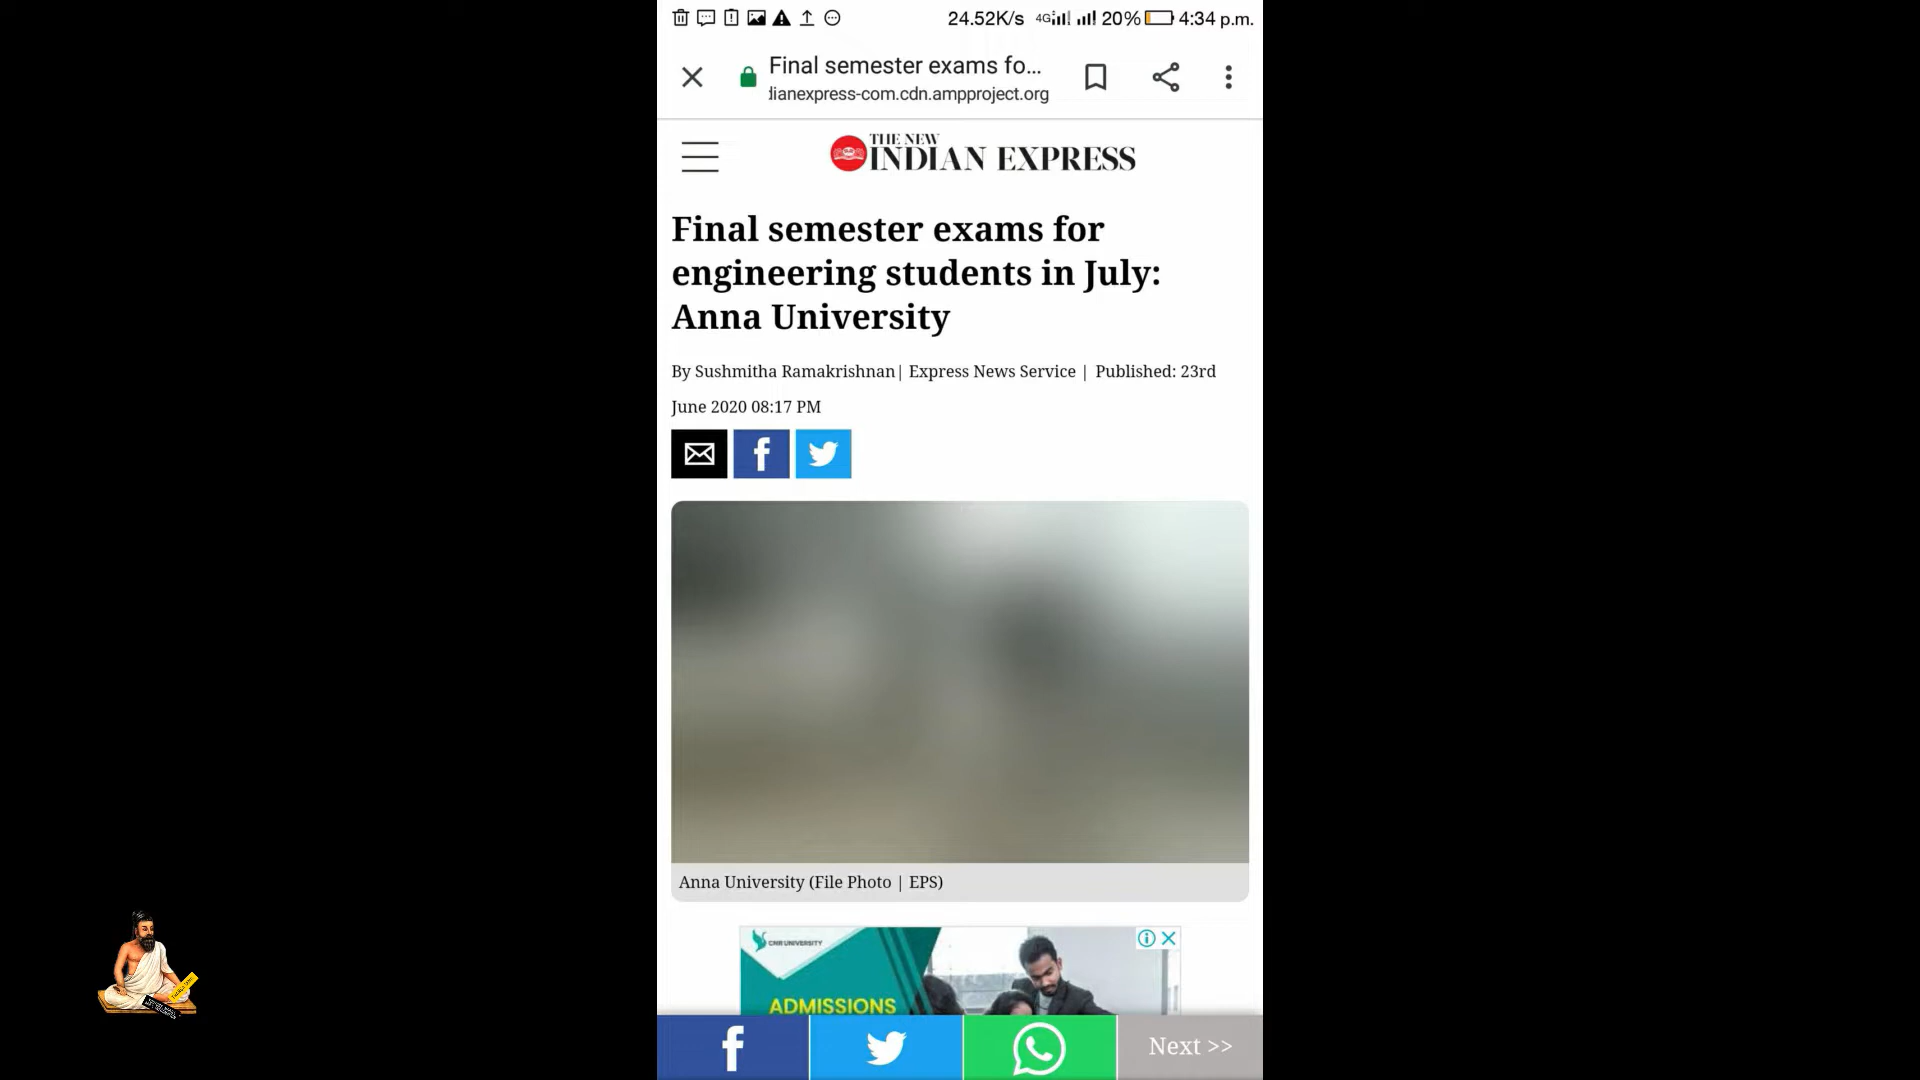 24.52K/s 4G 20% 4:34 p.m.
Final semester exams fo...
dianexpress-com.cdn.ampproject.org
THE NEW
INDIAN EXPRESS
Final semester exams for
engineering students in July:
Anna University
By Sushmitha Ramakrishnan| Express News Service | Published: 23rd
June 2020 08:17 PM
Anna University (File Photo | EPS)
CMR UNIVERSITY
ADMISSIONS
Next >>